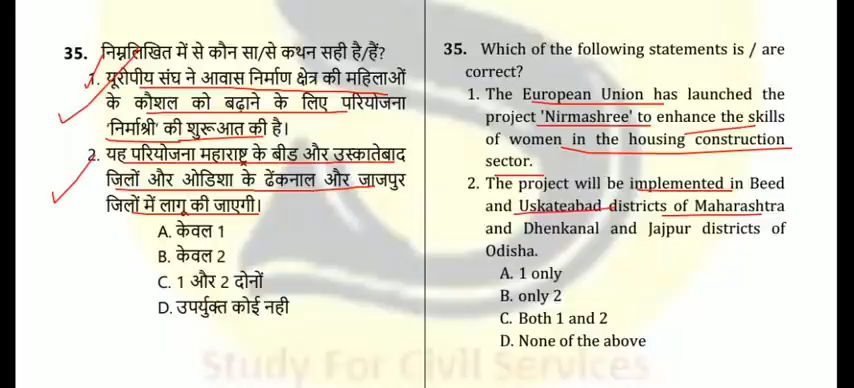 35. निम्नलिखित में से कौन सा/से कथन सही है/हैं?
1. यूरोपीय संघ ने आवास निर्माण क्षेत्र की महिलाओं
के कौशल को बढ़ाने के लिए परियोजना
'निर्माश्री' की शुरूआत की है।
2. यह परियोजना महाराष्ट्र के बीड और उस्कातेबाद
जिलों और ओडिशा के ढेंकनाल और जाजपुर
जिलों में लागू की जाएगी।
A. केवल 1
B. केवल 2
C. 1 और 2 दोनों
D. उपर्युक्त कोई नही
35. Which of the following statements is / are
correct?
1. The European Union has launched the
project 'Nirmashree' to enhance the skills
of women in the housing construction
sector.
2. The project will be implemented in Beed
and Uskateabad districts of Maharashtra
and Dhenkanal and Jajpur districts of
Odisha.
A. 1 only
B. only 2
C. Both 1 and 2
D. None of the above
Study For Civil Services